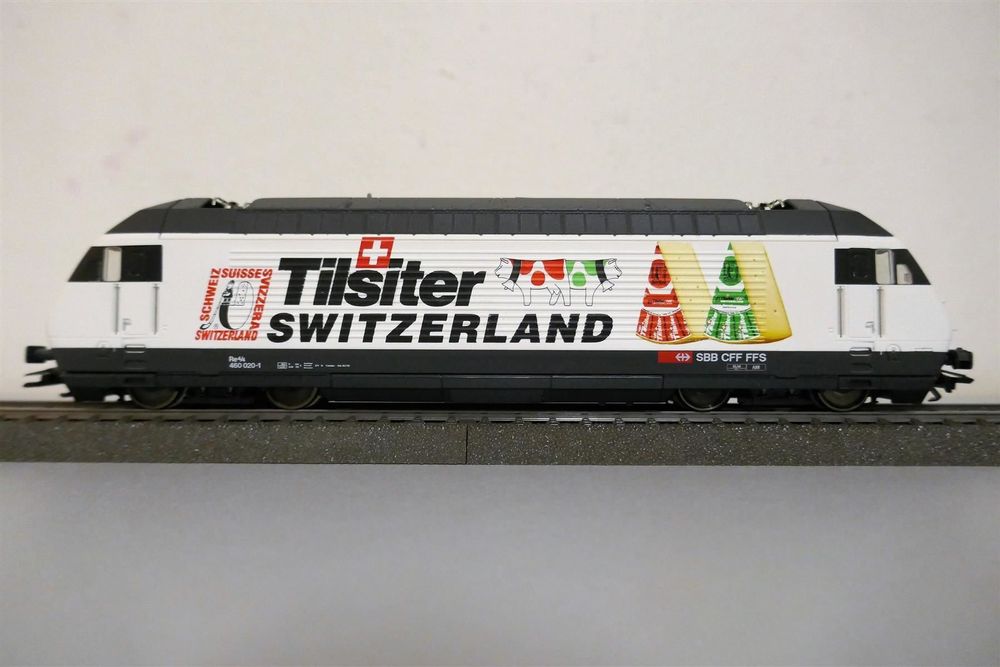 SCHWEIZ
SUISSE
SVIZZERA
SWITZERLAND
Tilsiter
SWITZERLAND
SBB CFF FFS
Re 4/4
460 020-1